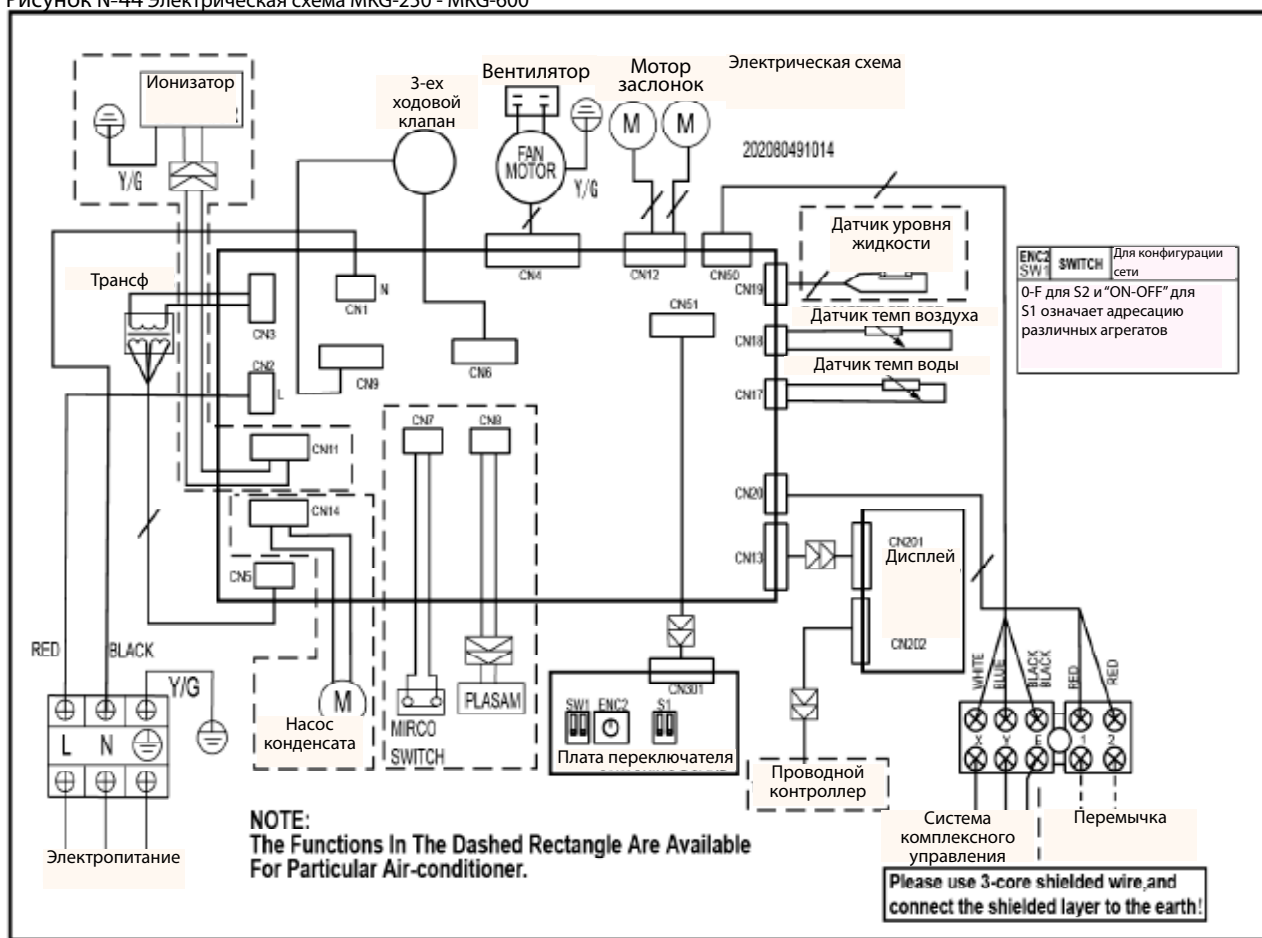 Рисунок №44 Электрическая схема MKG-250 - MKG-600
Ионизатор
3-ех
ходовой
клапан
Вентилятор
Мотор
заслонок
Электрическая схема
Y/G
FAN
MOTOR
Y/G
M
M
202080491014
Трансф
CN4
CN12
CN50
Датчик уровня
жидкости
CN19
ENC2
SW1
SWITCH
Для конфигурации
сети
0-F для S2 и “ON-OFF” для
S1 означает адресацию
различных агрегатов
CN3
CN1
N
CN51
Датчик темп воздуха
CN18
CN2
L
CN9
CN6
Датчик темп воды
CN17
CN7
CN8
CN11
CN14
CN20
CN5
CN13
CN201
Дисплей
CN202
RED
BLACK
Y/G
WHITE
BLUE
BLACK
BLACK
RED
RED
L
N
M
Насос
конденсата
MIRCO
SWITCH
PLASAM
CN301
SW1
ENC2
S1
Плата переключателя
X
Y
E
1
2
Проводной
контроллер
Электропитание
Система
комплексного
управления
Перемычка
NOTE:
The Functions In The Dashed Rectangle Are Available
For Particular Air-conditioner.
Please use 3-core shielded wire,and
connect the shielded layer to the earth!